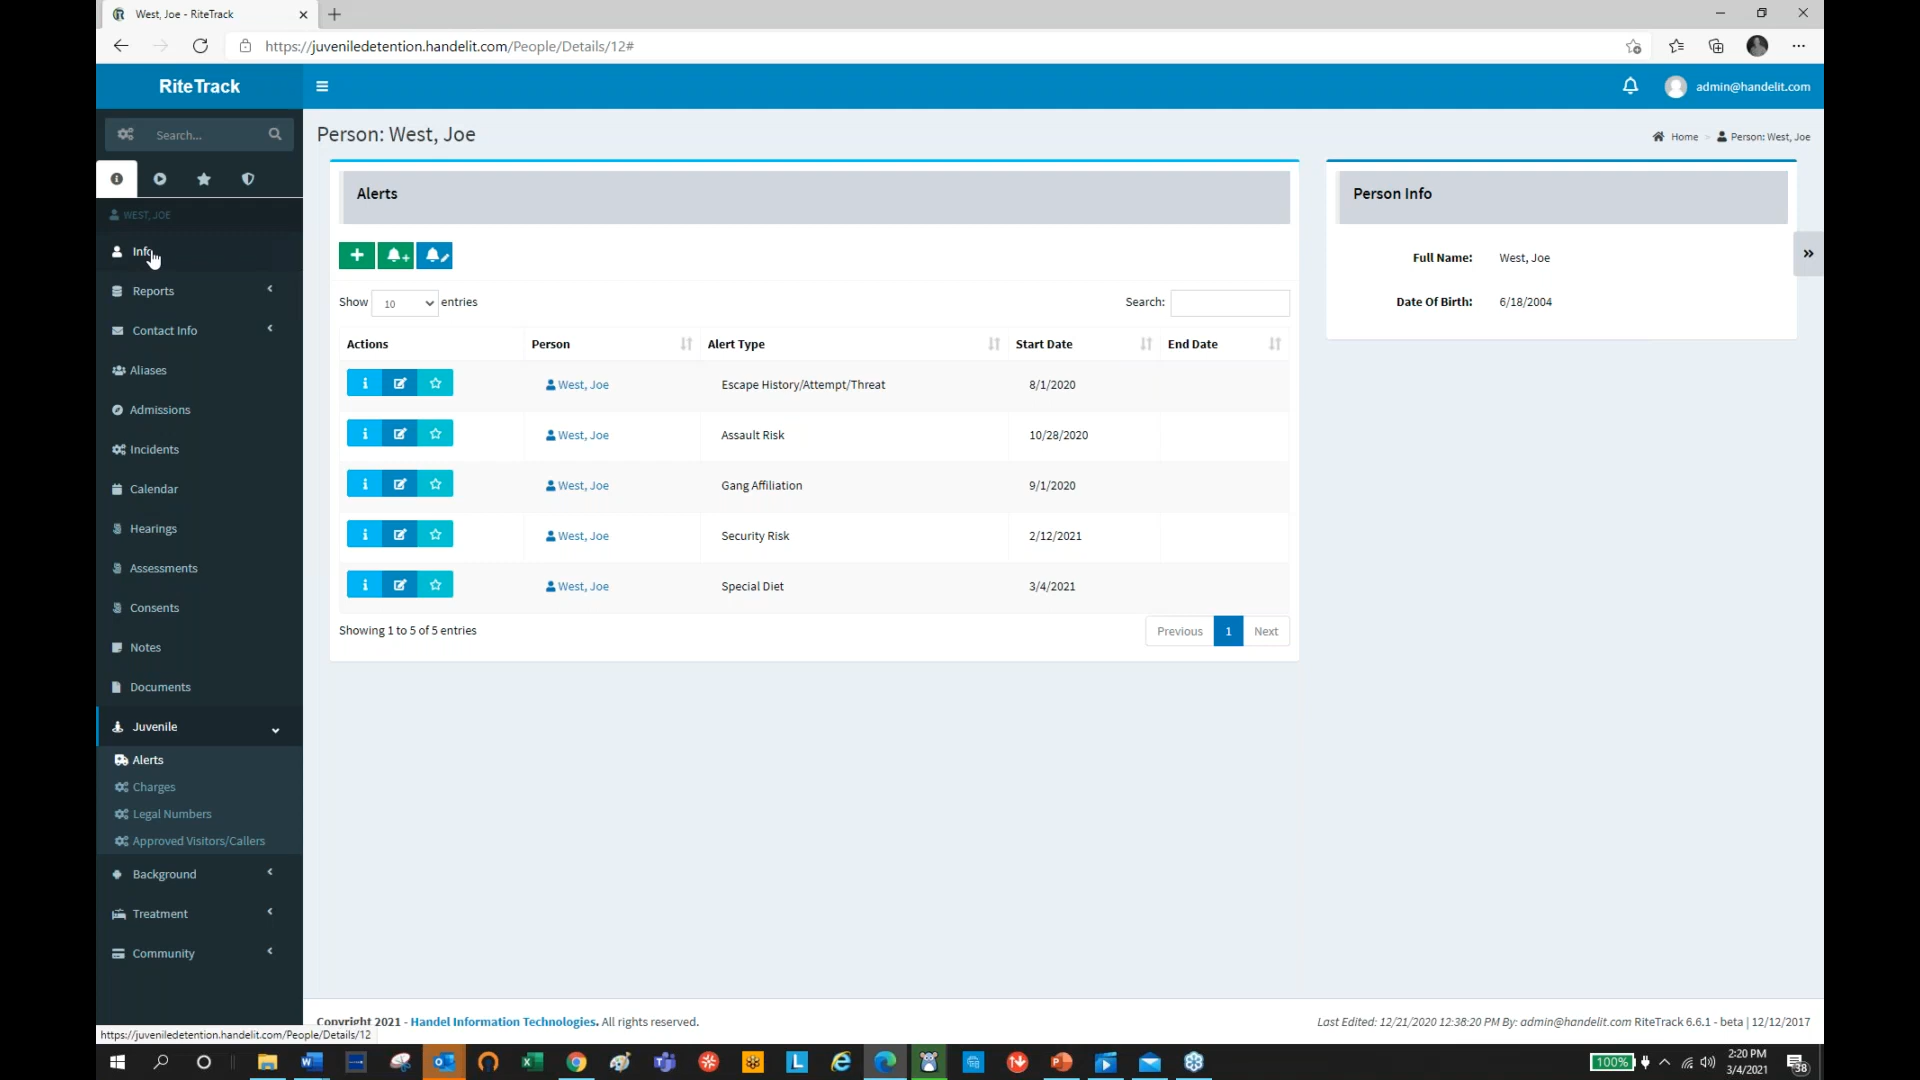 West, Joe - RiteTrack
https://juveniledetention.handelit.com/People/Details/12#
RiteTrack
admin@handelit.com
Search...
Person: West, Joe
Home
Person: West, Joe
WEST, JOE
Info
Reports
Contact Info
Aliases
Admissions
Incidents
Calendar
Hearings
Assessments
Consents
Notes
Documents
Juvenile
Alerts
Charges
Legal Numbers
Approved Visitors/Callers
Background
Treatment
Community
Alerts
Show 10 entries
Search:
Actions Person Alert Type Start Date End Date
West, Joe Escape History/Attempt/Threat 8/1/2020
West, Joe Assault Risk 10/28/2020
West, Joe Gang Affiliation 9/1/2020
West, Joe Security Risk 2/12/2021
West, Joe Special Diet 3/4/2021
Showing 1 to 5 of 5 entries
Previous 1 Next
Person Info
Full Name: West, Joe
Date Of Birth: 6/18/2004
Copyright 2021 - Handel Information Technologies. All rights reserved.
Last Edited: 12/21/2020 12:38:20 PM By: admin@handelit.com RiteTrack 6.6.1 - beta | 12/12/2017
https://juveniledetention.handelit.com/People/Details/12
100%
2:20 PM
3/4/2021
38